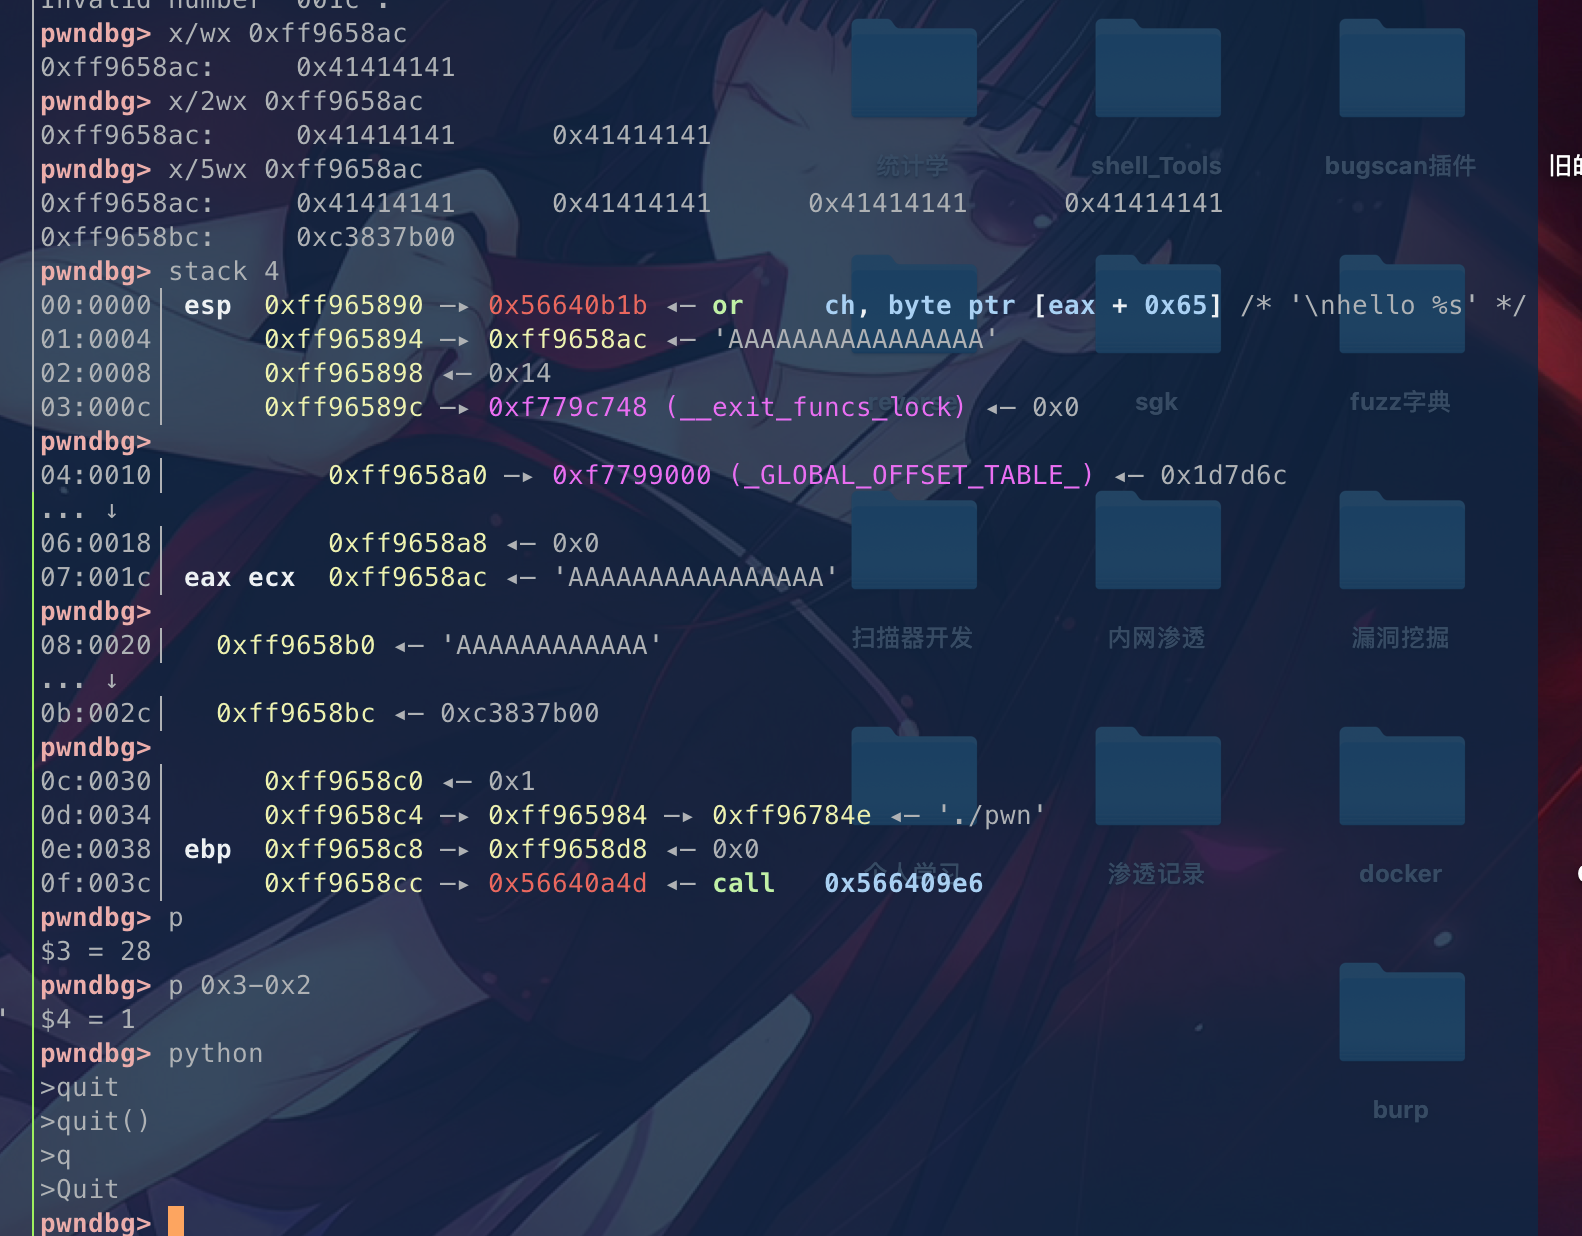 Invalid number "001c".
pwndbg> x/wx 0xff9658ac
0xff9658ac:     0x41414141
pwndbg> x/2wx 0xff9658ac
0xff9658ac:     0x41414141      0x41414141
pwndbg> x/5wx 0xff9658ac
0xff9658ac:     0x41414141      0x41414141      0x41414141      0x41414141
0xff9658bc:     0xc3837b00
pwndbg> stack 4
00:0000│ esp  0xff965890 —▸ 0x56640b1b ◂— or     ch, byte ptr [eax + 0x65] /* '\nhello %s' */
01:0004│      0xff965894 —▸ 0xff9658ac ◂— 'AAAAAAAAAAAAAAAA'
02:0008│      0xff965898 ◂— 0x14
03:000c│      0xff96589c —▸ 0xf779c748 (__exit_funcs_lock) ◂— 0x0
pwndbg>
04:0010│          0xff9658a0 —▸ 0xf7799000 (_GLOBAL_OFFSET_TABLE_) ◂— 0x1d7d6c
... ↓
06:0018│          0xff9658a8 ◂— 0x0
07:001c│ eax ecx  0xff9658ac ◂— 'AAAAAAAAAAAAAAAA'
pwndbg>
08:0020│   0xff9658b0 ◂— 'AAAAAAAAAAAA'
... ↓
0b:002c│   0xff9658bc ◂— 0xc3837b00
pwndbg>
0c:0030│      0xff9658c0 ◂— 0x1
0d:0034│      0xff9658c4 —▸ 0xff965984 —▸ 0xff96784e ◂— './pwn'
0e:0038│ ebp  0xff9658c8 —▸ 0xff9658d8 ◂— 0x0
0f:003c│      0xff9658cc —▸ 0x56640a4d ◂— call   0x566409e6
pwndbg> p
$3 = 28
pwndbg> p 0x3-0x2
$4 = 1
pwndbg> python
>quit
>quit()
>q
>Quit
pwndbg>
统计学
shell_Tools
bugscan插件
旧的
reverse
sgk
fuzz字典
扫描器开发
内网渗透
漏洞挖掘
个人学习
渗透记录
docker
burp